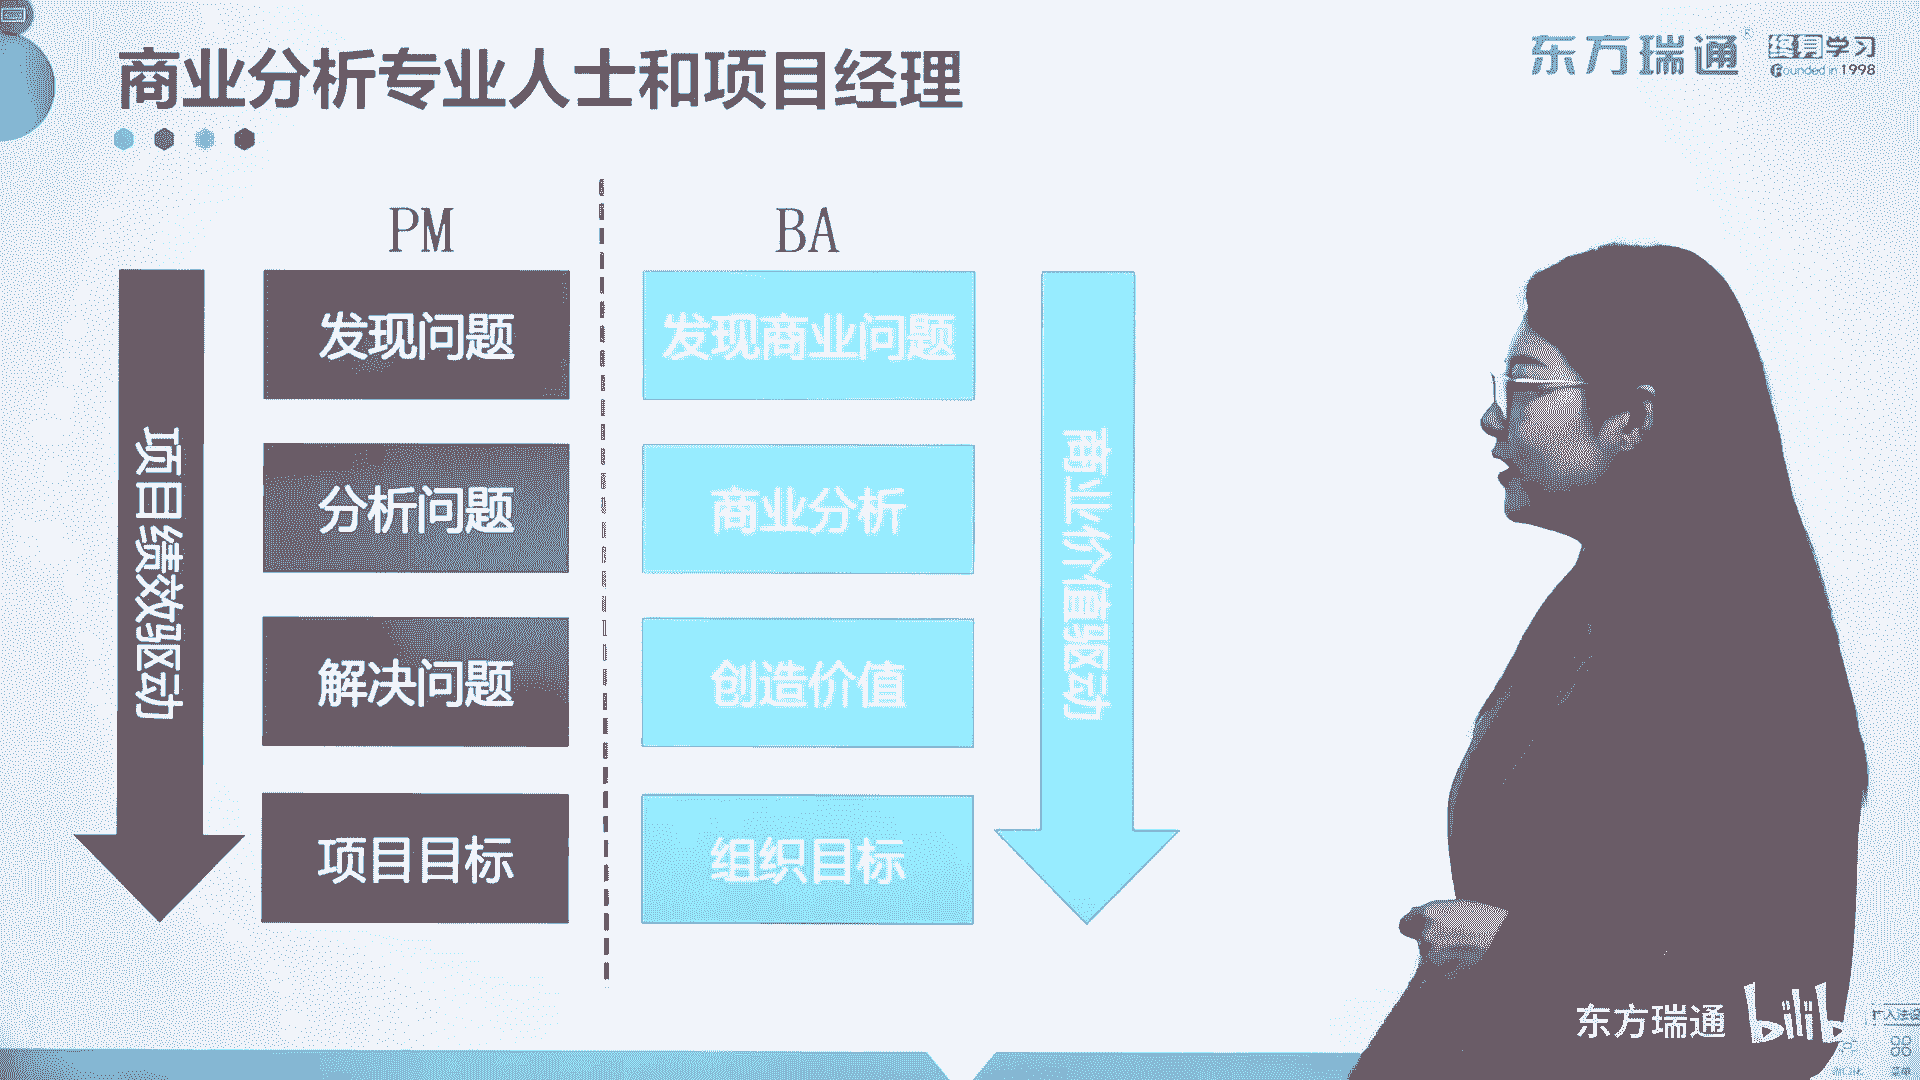 商业分析专业人士和项目经理
东方瑞通
终身学习
Founded in 1998
PM
BA
项目绩效驱动
发现问题
发现商业问题
商业价值驱动
分析问题
商业分析
解决问题
创造价值
项目目标
组织目标
东方瑞通
bilib